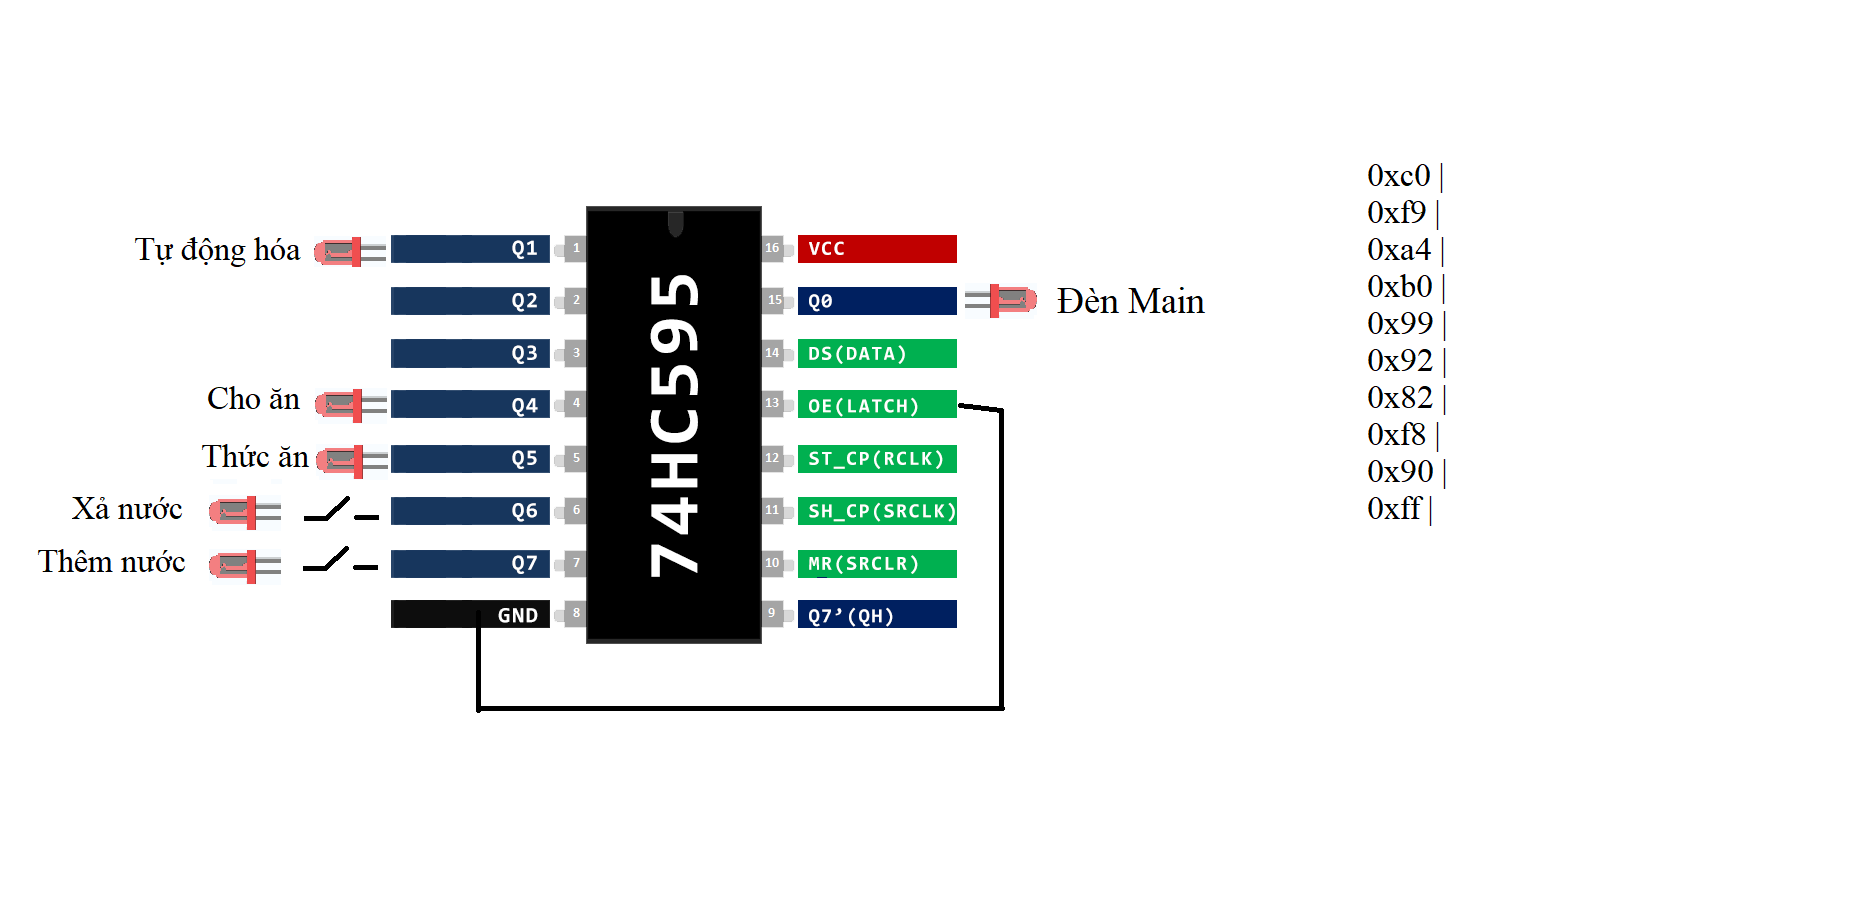 Tự động hóa
Q1 1 16 VCC
Q2 2 15 Q0 Đèn Main
Q3 3 14 DS(DATA)
Cho ăn Q4 4 13 OE(LATCH)
Thức ăn Q5 5 12 ST_CP(RCLK)
Xả nước Q6 6 11 SH_CP(SRCLK)
Thêm nước Q7 7 10 MR(SRCLR)
GND 8 9 Q7’(QH)
74HC595
0xc0 |
0xf9 |
0xa4 |
0xb0 |
0x99 |
0x92 |
0x82 |
0xf8 |
0x90 |
0xff |